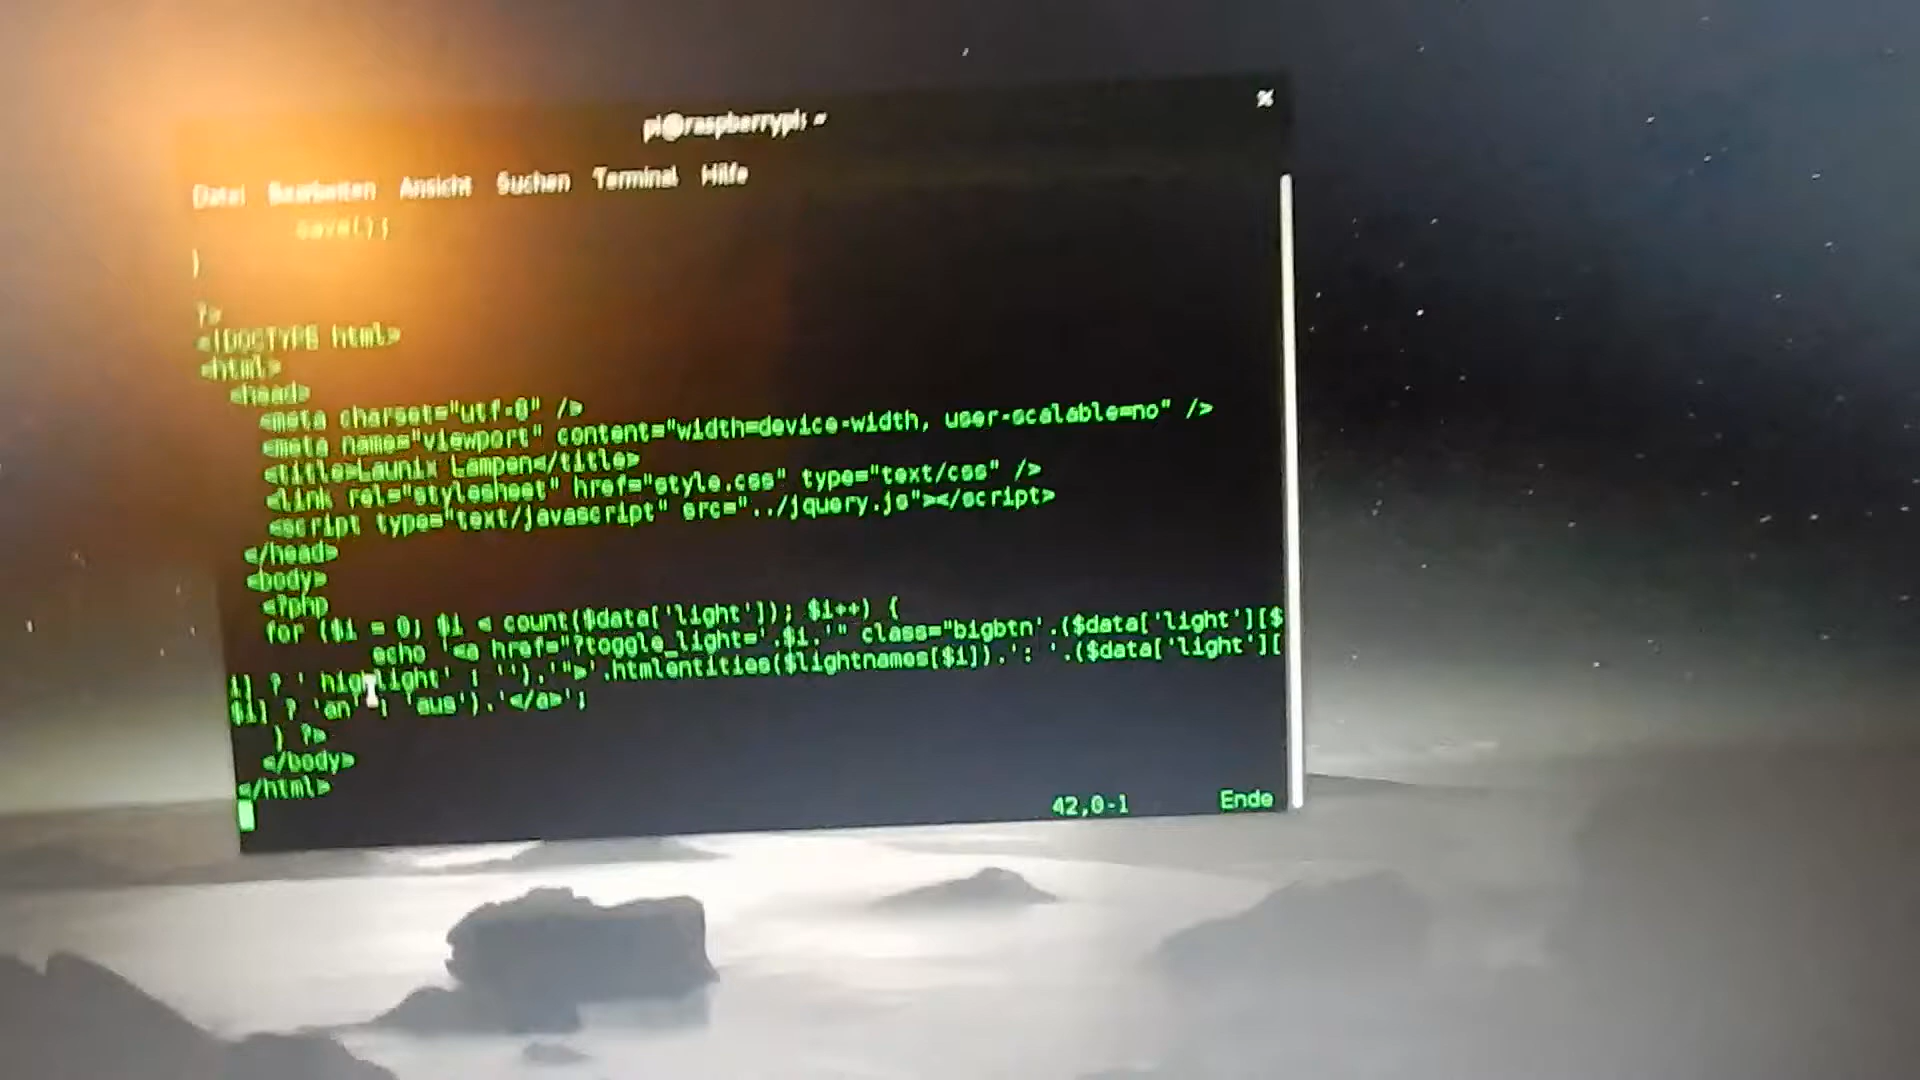 pi@raspberrypi: ~
Datei Bearbeiten Ansicht Suchen Terminal Hilfe
save();
}
?>
<!DOCTYPE html>
<html>
<head>
<meta charset="utf-8" />
<meta name="viewport" content="width=device-width, user-scalable=no" />
<title>Launix Lampen</title>
<link rel="stylesheet" href="style.css" type="text/css" />
<script type="text/javascript" src="../jquery.js"></script>
</head>
<body>
<?php
for ($i = 0; $i < count($data['light']); $i++) {
echo '<a href="?toggle_light='.$i.'" class="bigbtn'.($data['light'][$
i] ? ' highlight' : '').'">'.htmlentities($lightnames[$i]).': '.($data['light'][
$i] ? 'an' : 'aus').'</a>';
} ?>
</body>
</html>
42,0-1 Ende